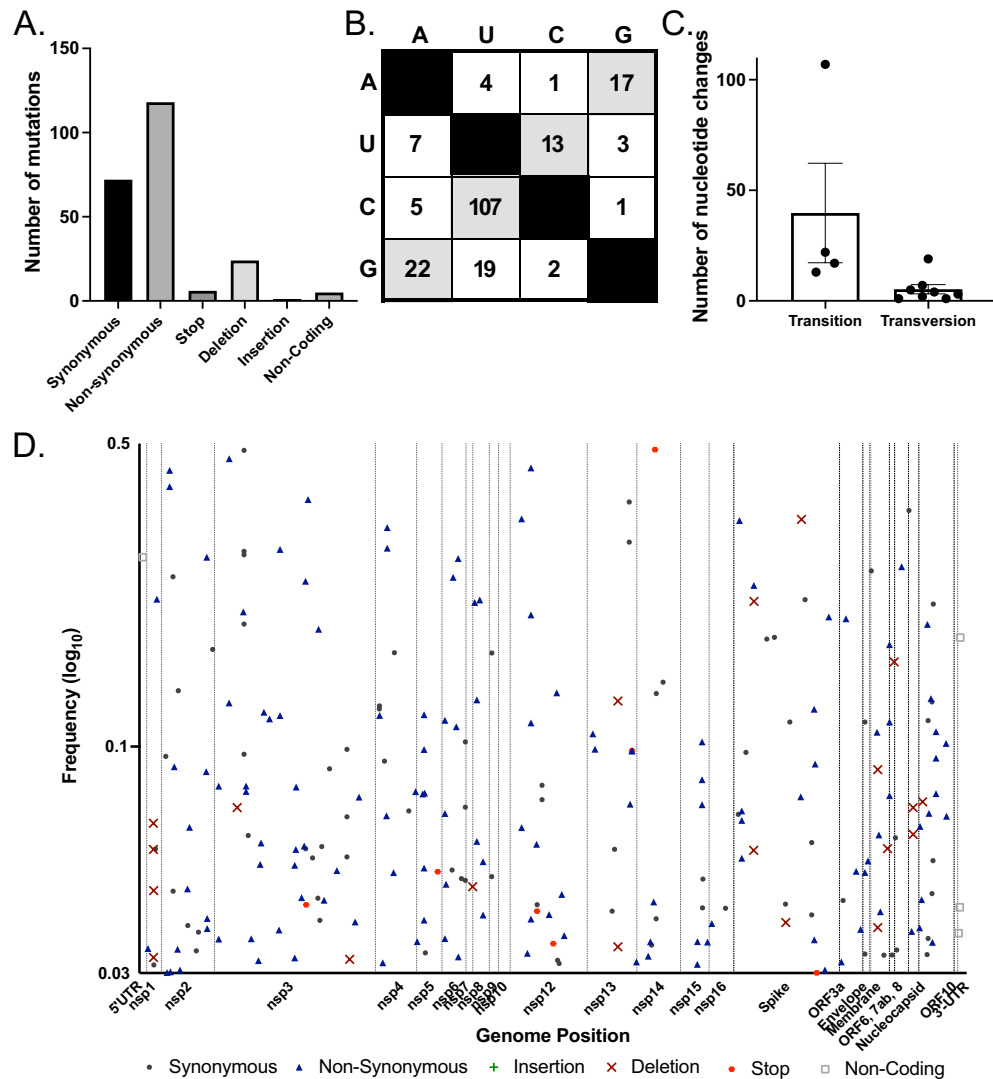 A.
Number of mutations
150
100
50
0
Synonymous
Non-synonymous
Stop
Deletion
Insertion
Non-Coding
B.
A U C G
A 4 1 17
U 7 13 3
C 5 107 1
G 22 19 2
C.
Number of nucleotide changes
100
50
0
Transition Transversion
D.
Frequency (log10)
0.5
0.1
0.03
5'UTR
nsp1
nsp2
nsp3
nsp4
nsp5
nsp6
nsp7
nsp8
nsp9
nsp10
nsp12
nsp13
nsp14
nsp15
nsp16
Spike
ORF3a
Envelope
Membrane
ORF6, 7ab, 8
Nucleocapsid
ORF10
3'-UTR
Genome Position
Synonymous Non-Synonymous Insertion Deletion Stop Non-Coding